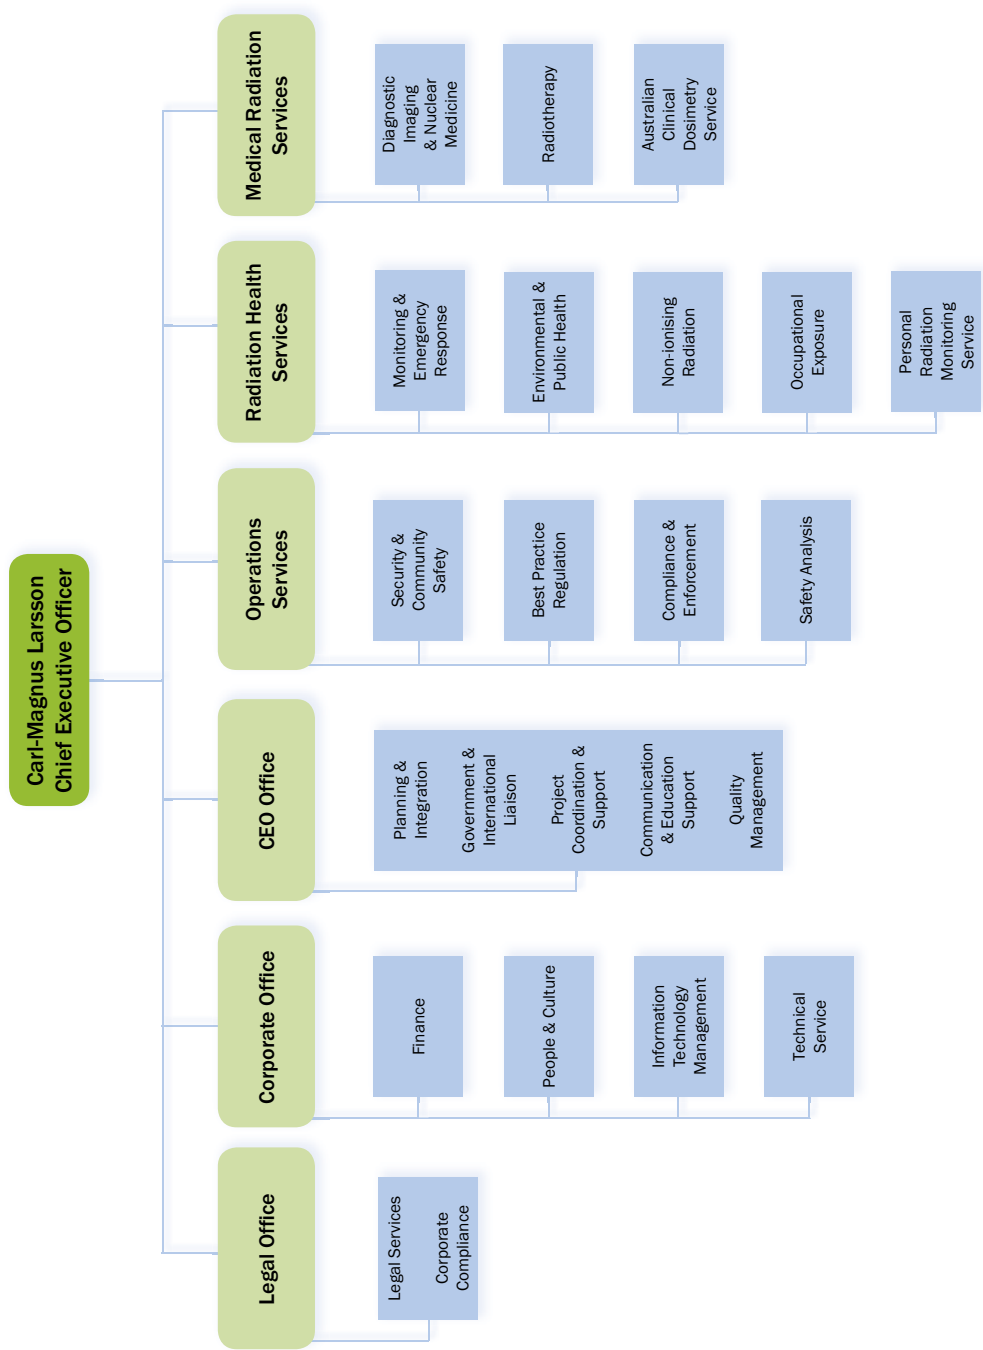 Carl-Magnus Larsson
Chief Executive Officer
Legal Office
Legal Services
Corporate
Compliance
Corporate Office
Finance
People & Culture
Information
Technology
Management
Technical
Service
CEO Office
Planning &
Integration
Government &
International
Liaison
Project
Coordination &
Support
Communication
& Education
Support
Quality
Management
Operations
Services
Security &
Community
Safety
Best Practice
Regulation
Compliance &
Enforcement
Safety Analysis
Radiation Health
Services
Monitoring &
Emergency
Response
Environmental &
Public Health
Non-ionising
Radiation
Occupational
Exposure
Personal
Radiation
Monitoring
Service
Medical Radiation
Services
Diagnostic
Imaging
& Nuclear
Medicine
Radiotherapy
Australian
Clinical
Dosimetry
Service